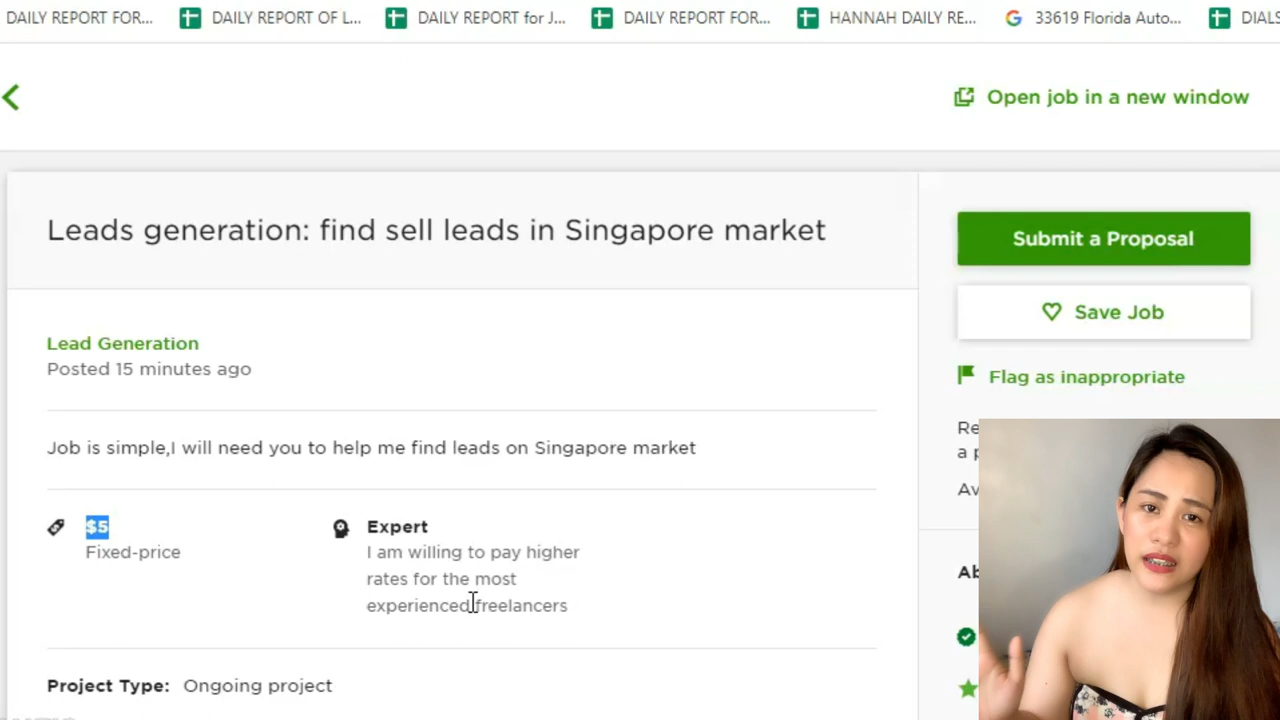 DAILY REPORT FOR...
DAILY REPORT OF L...
DAILY REPORT for J...
DAILY REPORT FOR...
HANNAH DAILY RE...
33619 Florida Auto...
DIALS
Open job in a new window
Leads generation: find sell leads in Singapore market
Submit a Proposal
Save Job
Lead Generation
Posted 15 minutes ago
Flag as inappropriate
Job is simple,I will need you to help me find leads on Singapore market
$5
Fixed-price
Expert
I am willing to pay higher
rates for the most
experienced freelancers
Project Type: Ongoing project